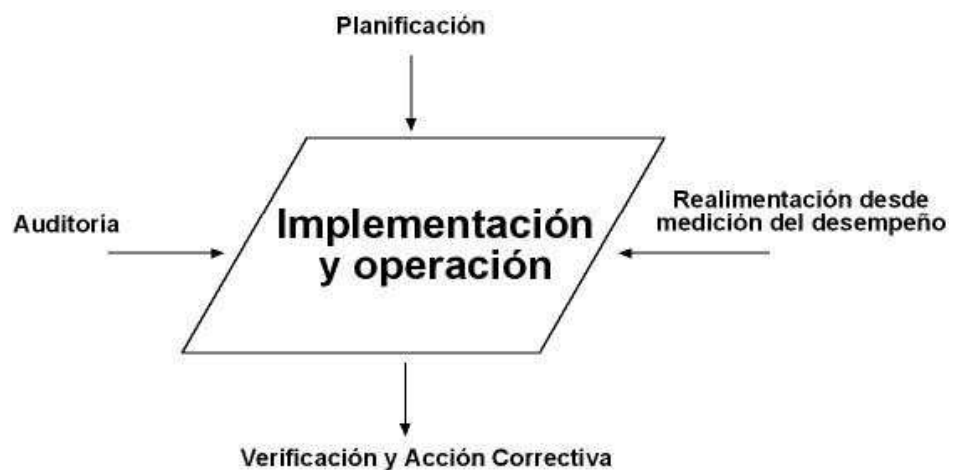 Planificación
Auditoria
Implementación
y operación
Realimentación desde
medición del desempeño
Verificación y Acción Correctiva